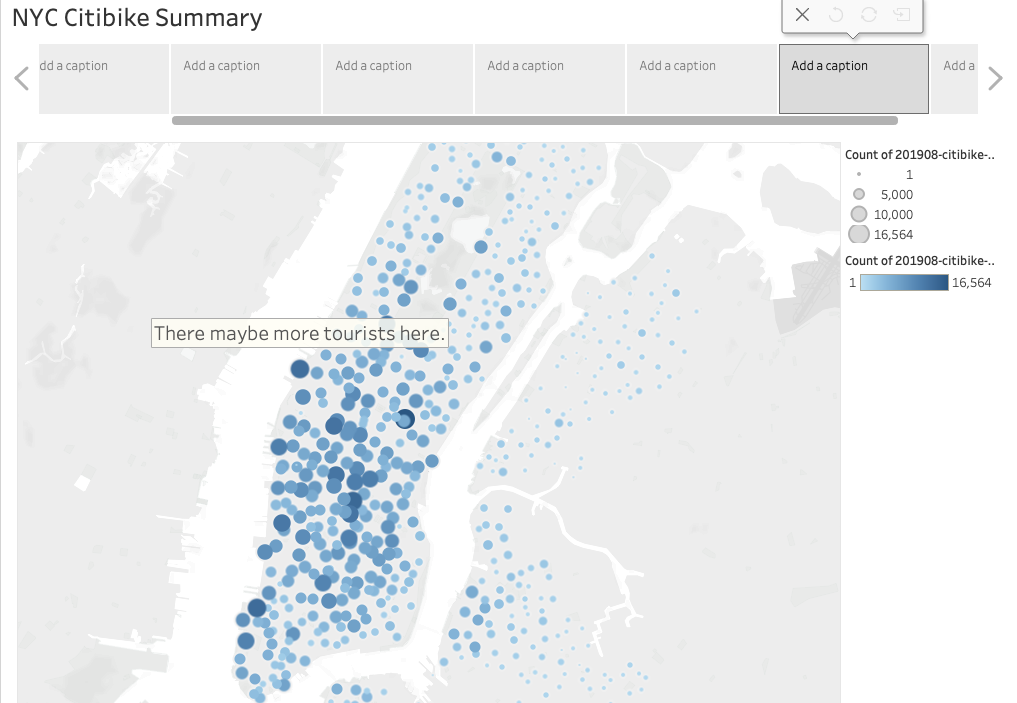 NYC Citibike Summary
dd a caption
Add a caption
Add a caption
Add a caption
Add a caption
Add a caption
Add a
Count of 201908-citibike-..
1
5,000
10,000
16,564
Count of 201908-citibike-..
1 16,564
There maybe more tourists here.